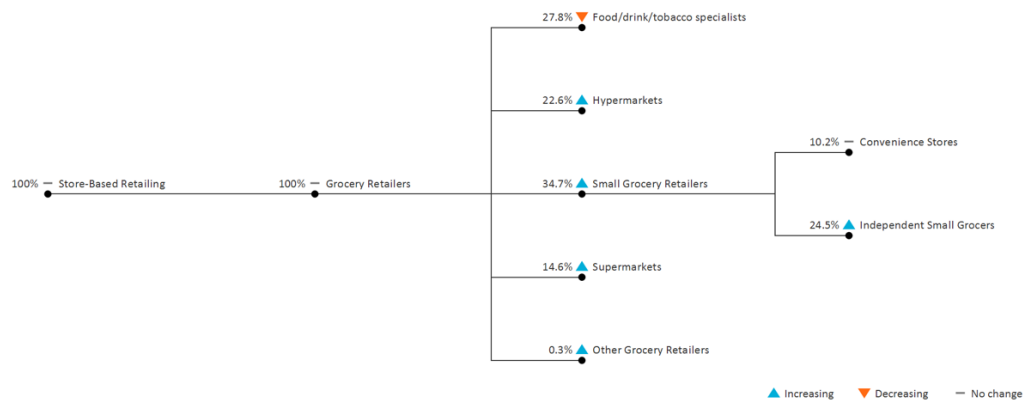 27.8% Food/drink/tobacco specialists
22.6% Hypermarkets
10.2% Convenience Stores
100% Store-Based Retailing
100% Grocery Retailers
34.7% Small Grocery Retailers
24.5% Independent Small Grocers
14.6% Supermarkets
0.3% Other Grocery Retailers
Increasing Decreasing No change